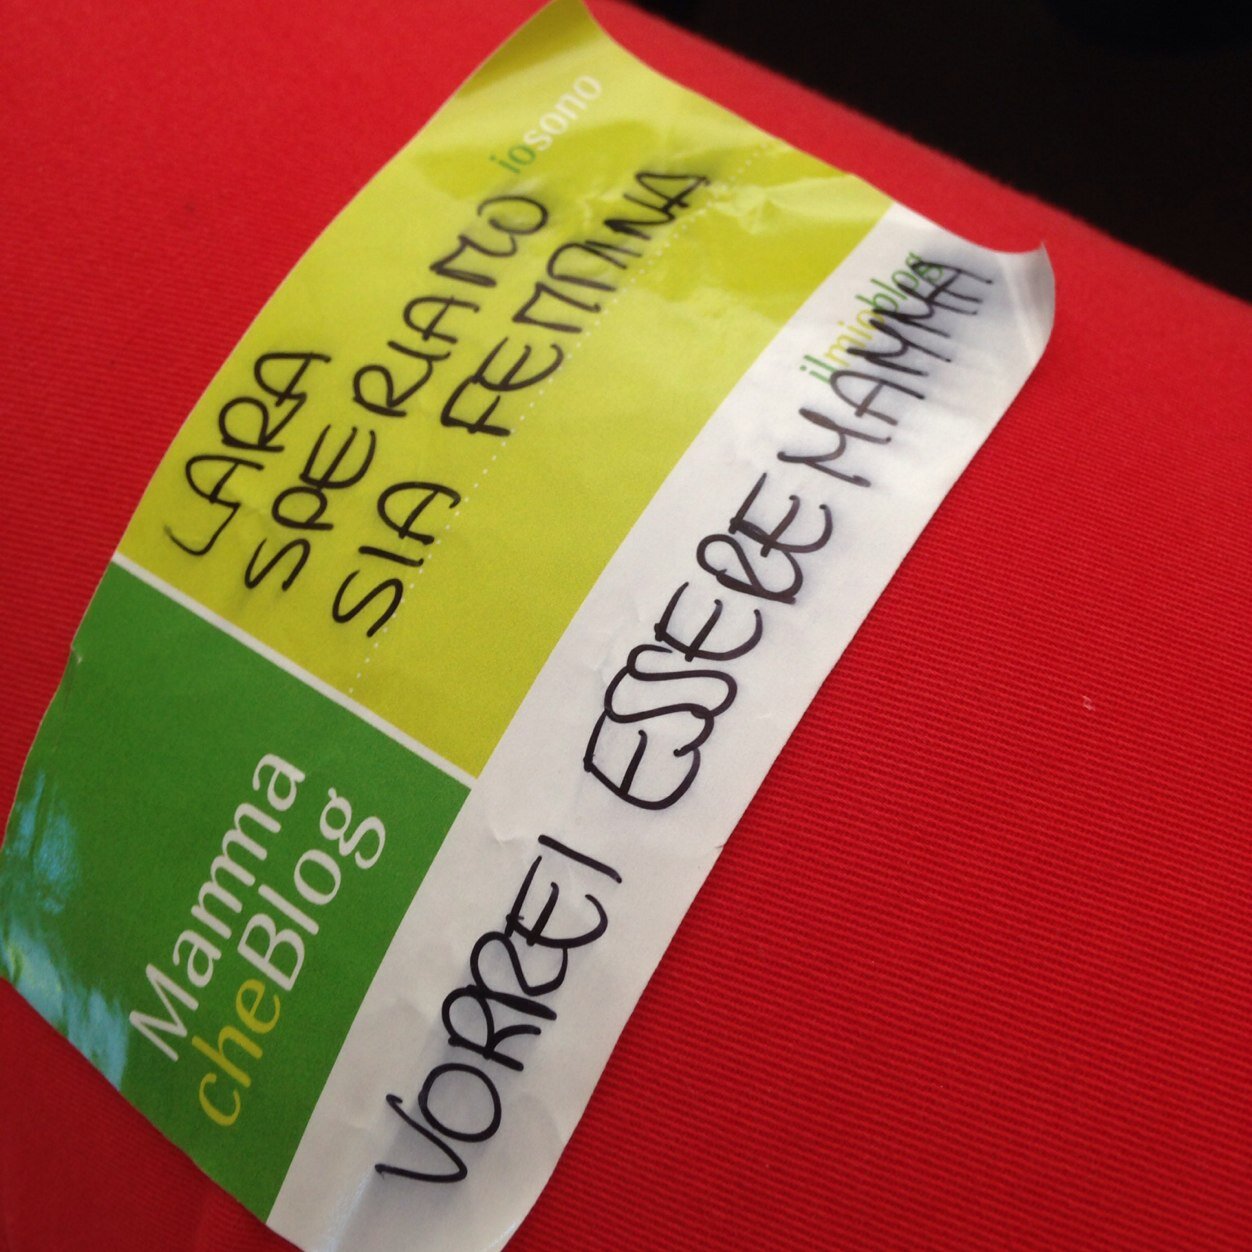 iosono
LARA
SPERIAMO
SIA FEMMINA
Mamma
cheBlog
ilmioblog
VORREI ESSERE MAMMA